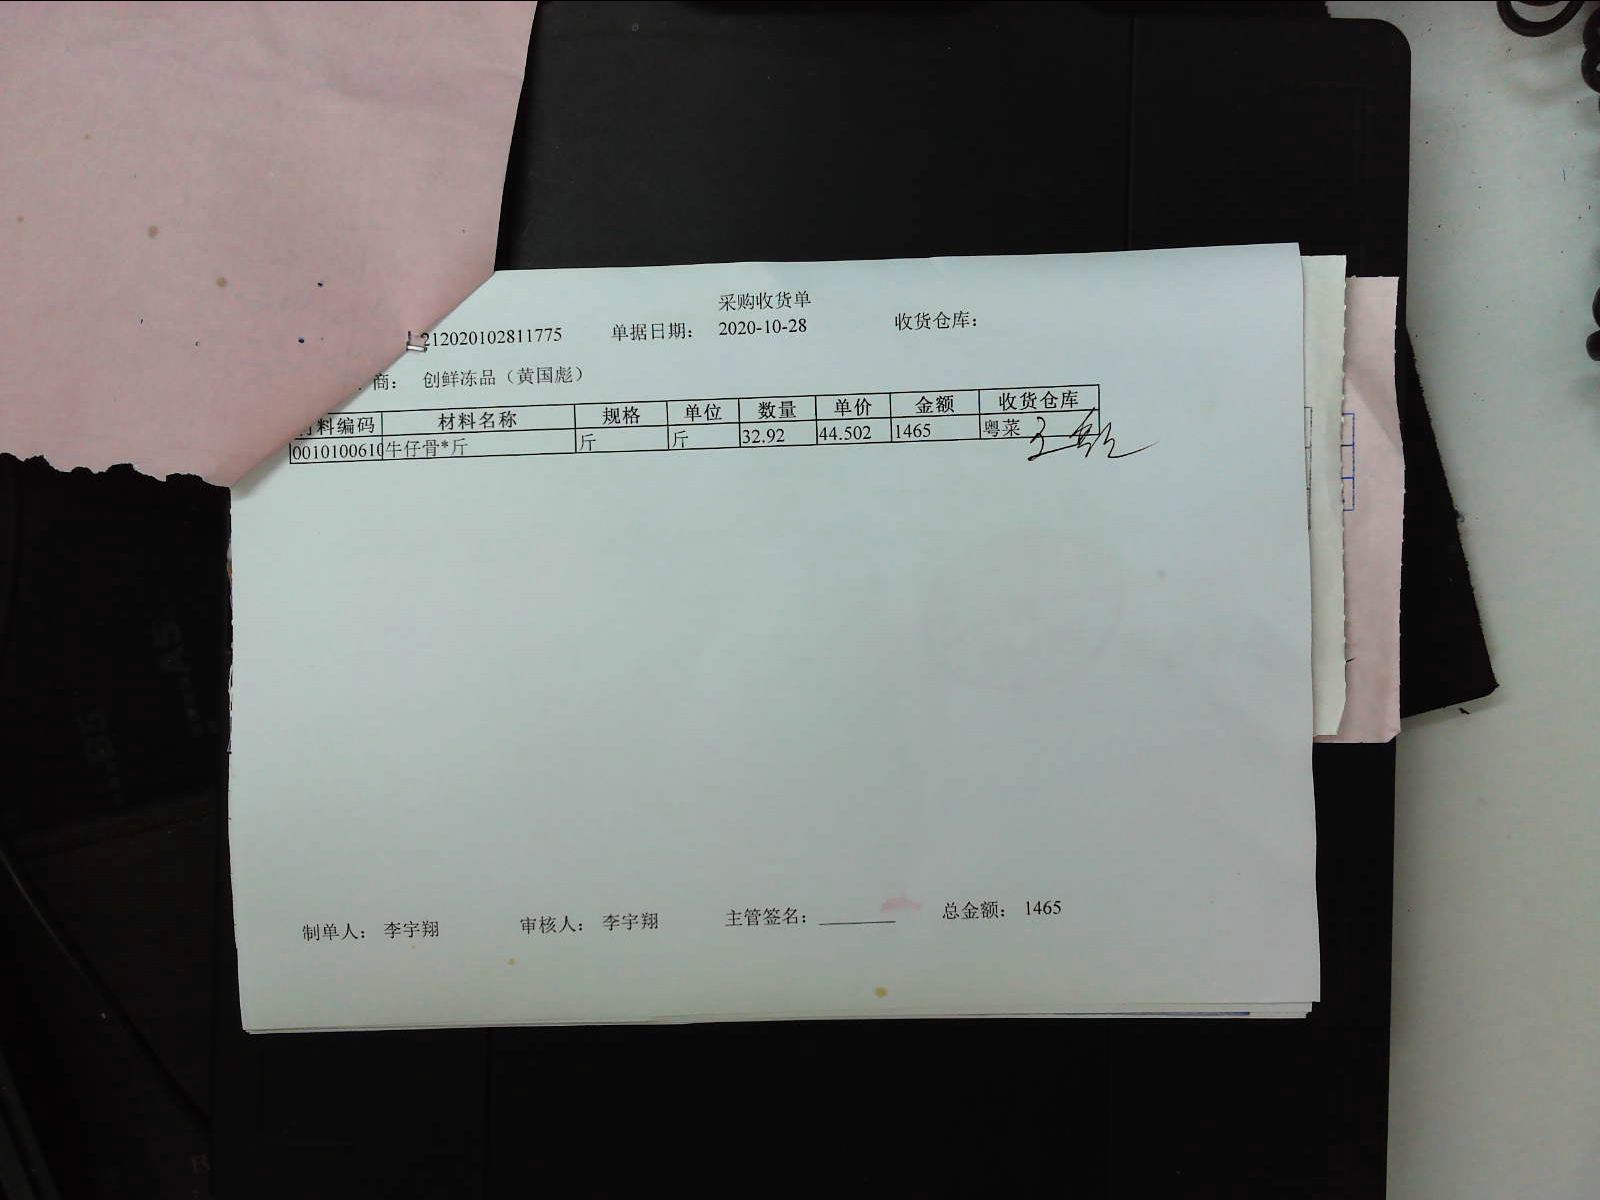 采购收货单
212020102811775 单据日期: 2020-10-28 收货仓库:
商: 创鲜冻品（黄国彪）
料编码 材料名称 规格 单位 数量 单价 金额 收货仓库
0010100610 牛仔骨*斤 斤 斤 32.92 44.502 1465 粤菜
制单人: 李宇翔 审核人: 李宇翔 主管签名: 总金额: 1465